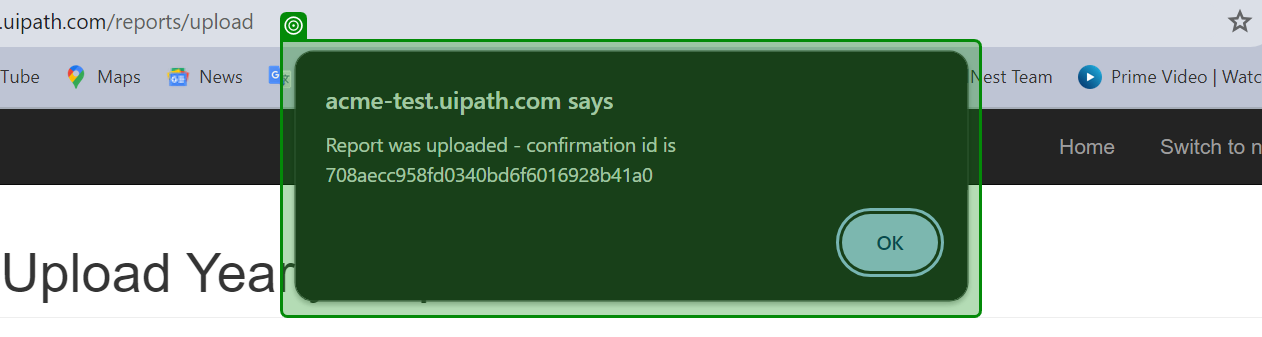 .uipath.com/reports/upload
Tube Maps News Nest Team Prime Video | Watc
acme-test.uipath.com says
Report was uploaded - confirmation id is
708aecc958fd0340bd6f6016928b41a0
Home Switch to n
OK
Upload Year